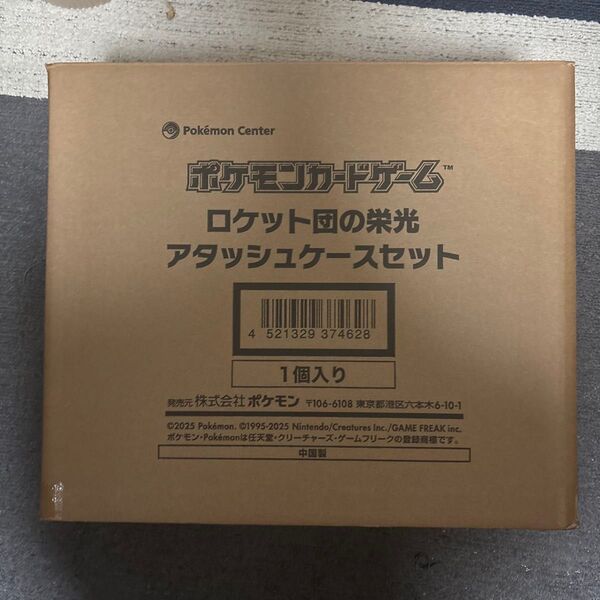 Pokémon Center
ポケモンカードゲーム™
ロケット団の栄光
アタッシュケースセット
4 521329 374628
1個入り
発売元 株式会社ポケモン 〒106-6108 東京都港区六本木6-10-1
©2025 Pokémon. ©1995-2025 Nintendo/Creatures Inc./GAME FREAK inc.
ポケモン・Pokémonは任天堂・クリーチャーズ・ゲームフリークの登録商標です。
中国製